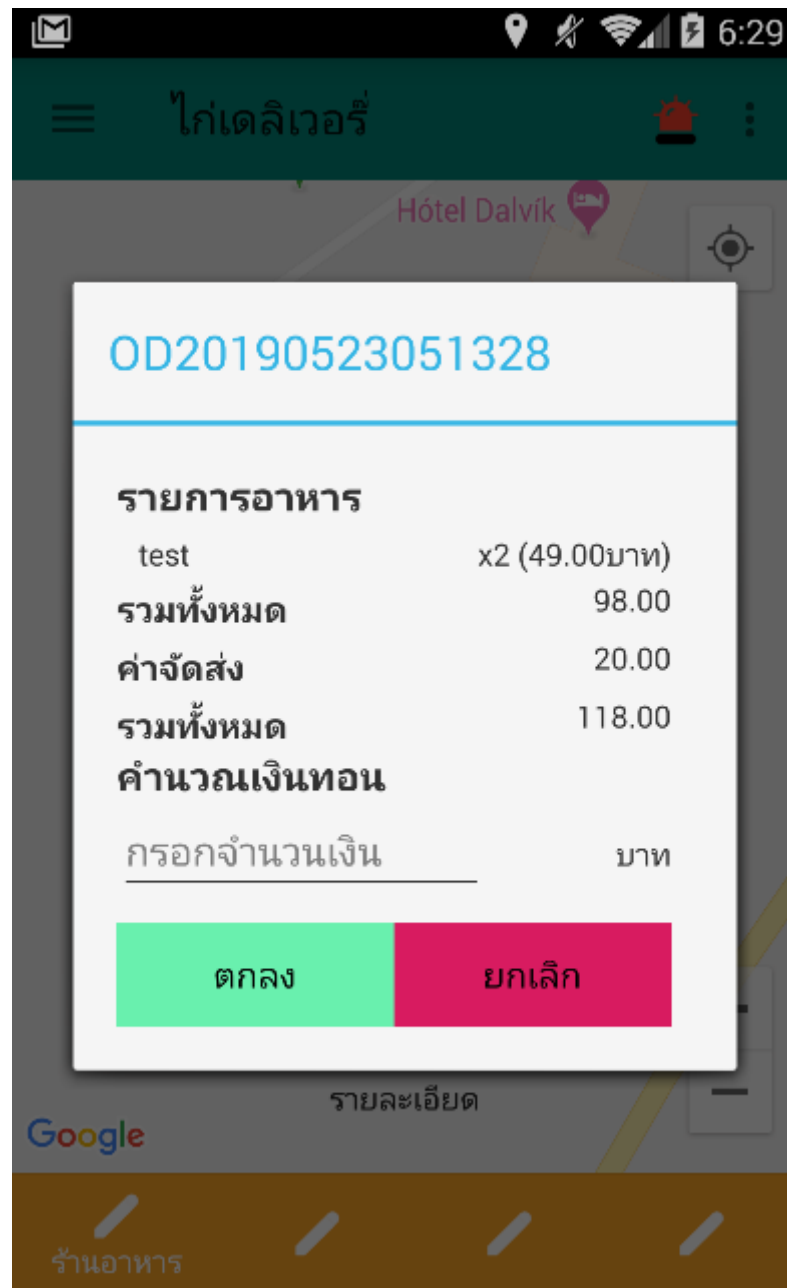 6:29
ไก่เดลิเวอรี่
Hótel Dalvík
OD20190523051328
รายการอาหาร
test x2 (49.00บาท)
รวมทั้งหมด 98.00
ค่าจัดส่ง 20.00
รวมทั้งหมด 118.00
คำนวณเงินทอน
กรอกจำนวนเงิน บาท
ตกลง ยกเลิก
รายละเอียด
Google
ร้านอาหาร